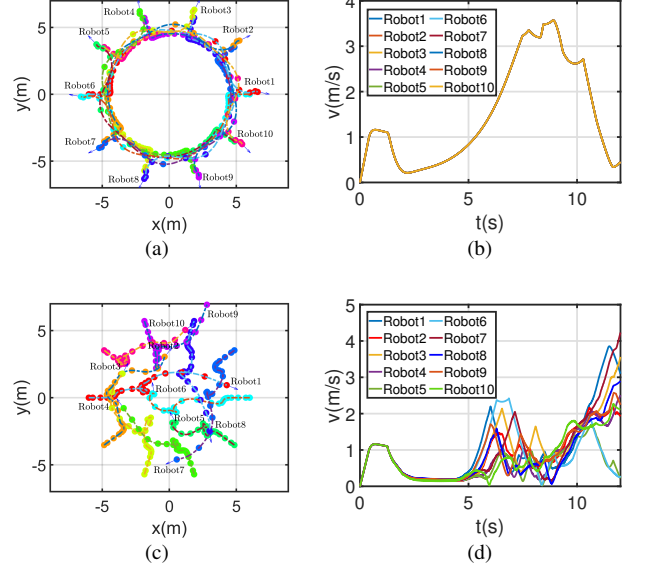 Robot4
Robot3
Robot5
Robot2
Robot6
Robot1
Robot7
Robot10
Robot8
Robot9
5
0
-5
y(m)
-5 0 5
x(m)
(a)
4
3
2
1
0
v(m/s)
Robot1 Robot6
Robot2 Robot7
Robot3 Robot8
Robot4 Robot9
Robot5 Robot10
0 5 10
t(s)
(b)
Robot9
Robot10
Robot3
Robot1
Robot6
Robot4
Robot5
Robot8
Robot7
5
0
-5
y(m)
-5 0 5
x(m)
(c)
5
4
3
2
1
0
v(m/s)
Robot1 Robot6
Robot2 Robot7
Robot3 Robot8
Robot4 Robot9
Robot5 Robot10
0 5 10
t(s)
(d)